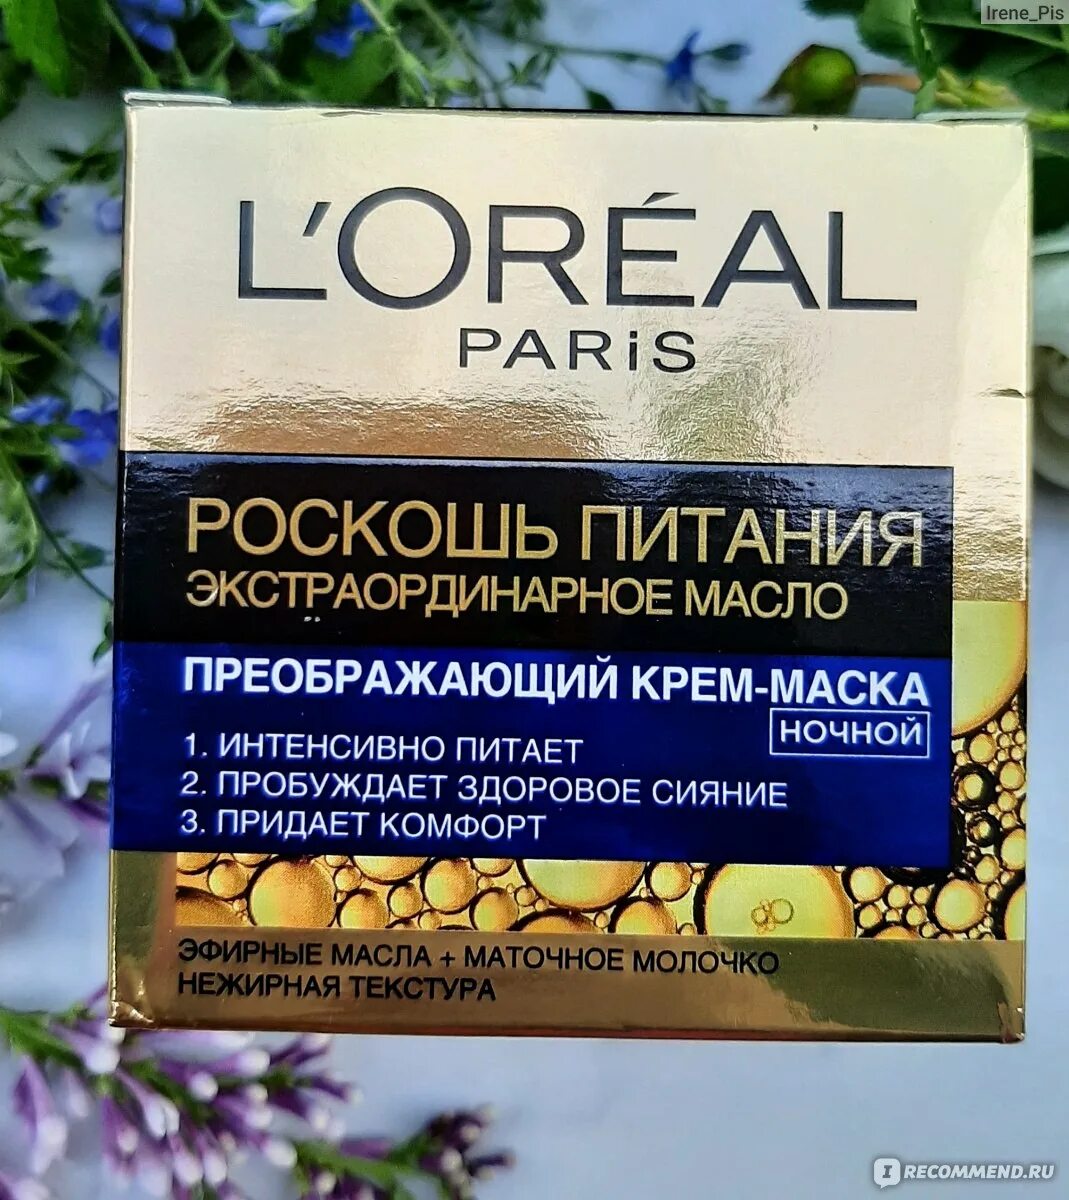 Irene_Pis
L'ORÉAL
PARiS
РОСКОШЬ ПИТАНИЯ
ЭКСТРАОРДИНАРНОЕ МАСЛО
ПРЕОБРАЖАЮЩИЙ КРЕМ-МАСКА
НОЧНОЙ
1. ИНТЕНСИВНО ПИТАЕТ
2. ПРОБУЖДАЕТ ЗДОРОВОЕ СИЯНИЕ
3. ПРИДАЕТ КОМФОРТ
ЭФИРНЫЕ МАСЛА + МАТОЧНОЕ МОЛОЧКО
НЕЖИРНАЯ ТЕКСТУРА
I RECOMMEND.RU